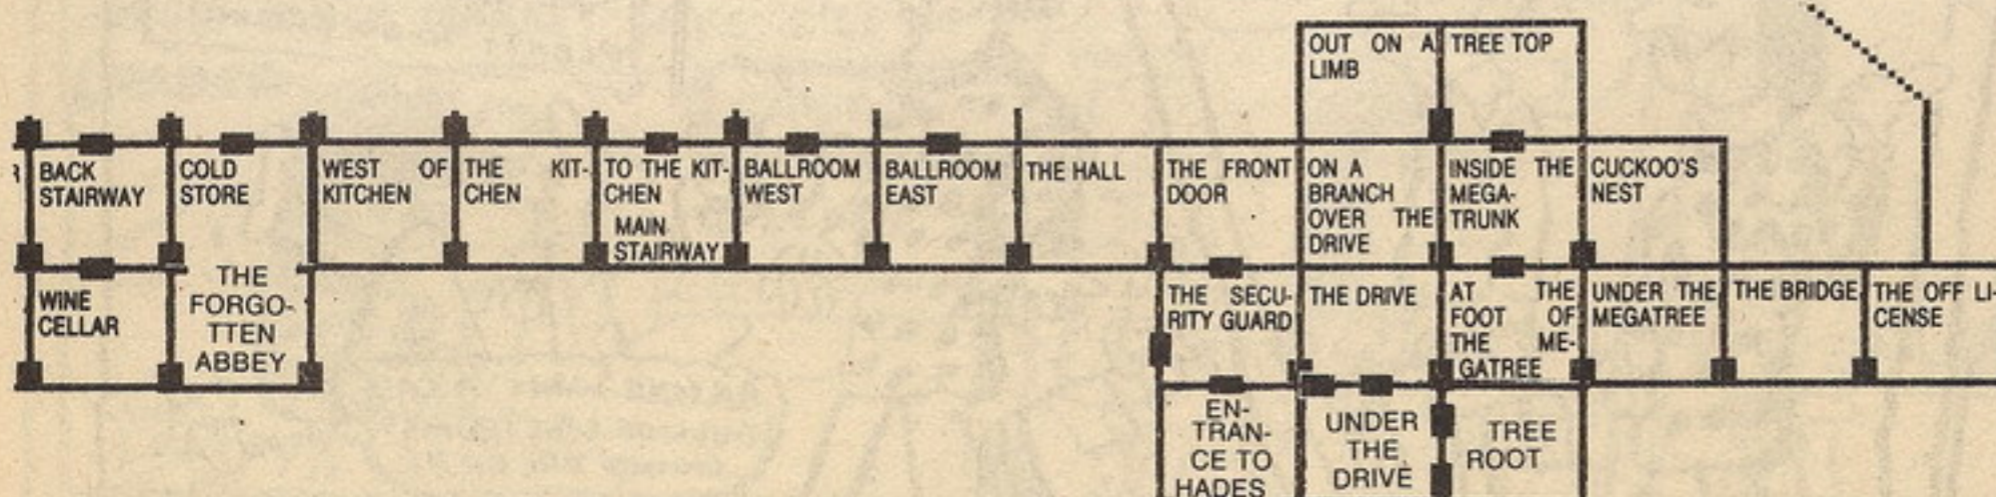 OUT ON A
LIMB
TREE TOP
R
BACK
STAIRWAY
COLD
STORE
WEST OF
KITCHEN
THE KIT-
CHEN
TO THE KIT-
CHEN
MAIN
STAIRWAY
BALLROOM
WEST
BALLROOM
EAST
THE HALL
THE FRONT
DOOR
ON A
BRANCH
OVER THE
DRIVE
INSIDE THE
MEGA-
TRUNK
CUCKOO'S
NEST
WINE
CELLAR
THE
FORGO-
TTEN
ABBEY
THE SECU-
RITY GUARD
THE DRIVE
AT THE
FOOT OF
THE ME-
GATREE
UNDER THE
MEGATREE
THE BRIDGE
THE OFF LI-
CENSE
EN-
TRAN-
CE TO
HADES
UNDER
THE
DRIVE
TREE
ROOT